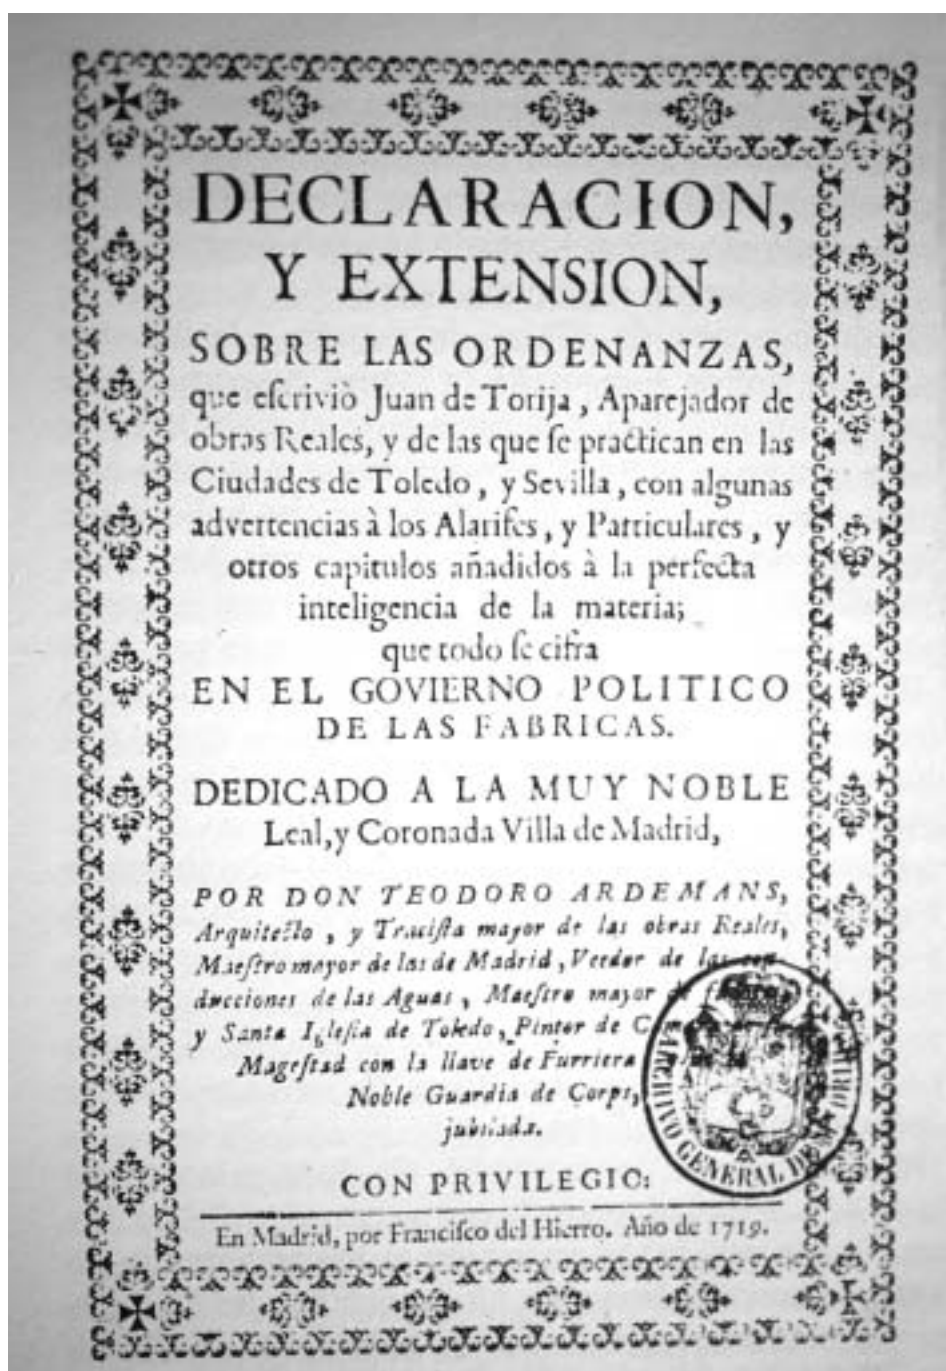 DECLARACION,
Y EXTENSION,
SOBRE LAS ORDENANZAS,
que eſcriviò Juan de Torija, Aparejador de
obras Reales, y de las que ſe practican en las
Ciudades de Toledo, y Sevilla, con algunas
advertencias à los Alarifes, y Particulares, y
otros capitulos añadidos à la perfecta
inteligencia de la materia;
que todo ſe cifra
EN EL GOVIERNO POLITICO
DE LAS FABRICAS.
DEDICADO A LA MUY NOBLE
Leal, y Coronada Villa de Madrid,
POR DON TEODORO ARDEMANS,
Arquitecto, y Traciſta mayor de las obras Reales,
Maeſtro mayor de las de Madrid, Veedor de las
ducciones de las Aguas, Maeſtro mayor de
y Santa Igleſia de Toledo, Pintor de
Mageſtad con la llave de Furriera
Noble Guardia de Corps,
jubilada.
CON PRIVILEGIO:
En Madrid, por Franciſco del Hierro. Año de 1719.
ARCHIVO GENERAL DE